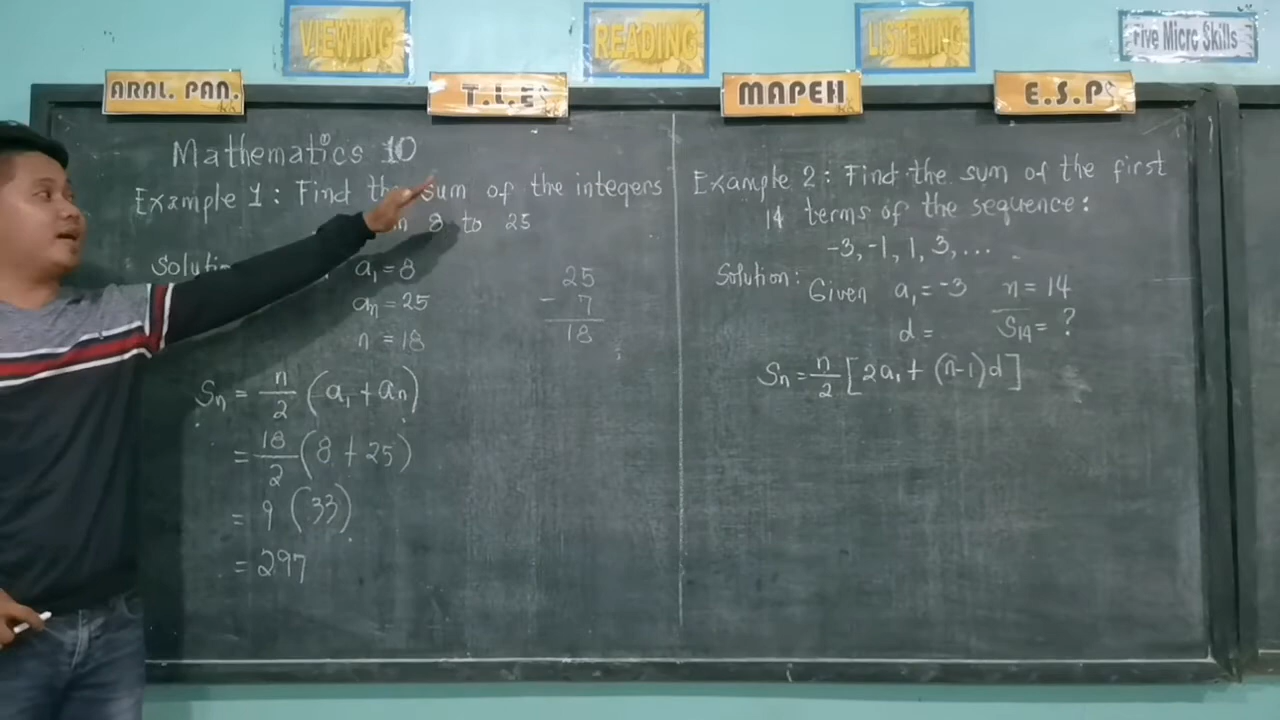 VIEWING
READING
LISTENING
Five Micro Skills
ARAL. PAN.
T.L.E
MAPEH
E.S.P
Mathematics 10
Example 1: Find the sum of the integers
8 to 25
a₁ = 8
aₙ = 25
n = 18
25
- 7
18
Sₙ = n/2 (a₁ + aₙ)
= 18/2 (8 + 25)
= 9 (33)
= 297
Example 2: Find the sum of the first
14 terms of the sequence:
-3, -1, 1, 3, ...
Solution: Given a₁ = -3 n = 14
d = S₁₄ = ?
Sₙ = n/2 [2a₁ + (n-1)d]